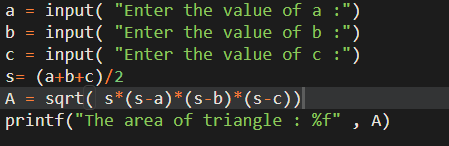 a = input( "Enter the value of a :")
b = input( "Enter the value of b :")
c = input( "Enter the value of c :")
s= (a+b+c)/2
A = sqrt( s*(s-a)*(s-b)*(s-c))
printf("The area of triangle : %f" , A)